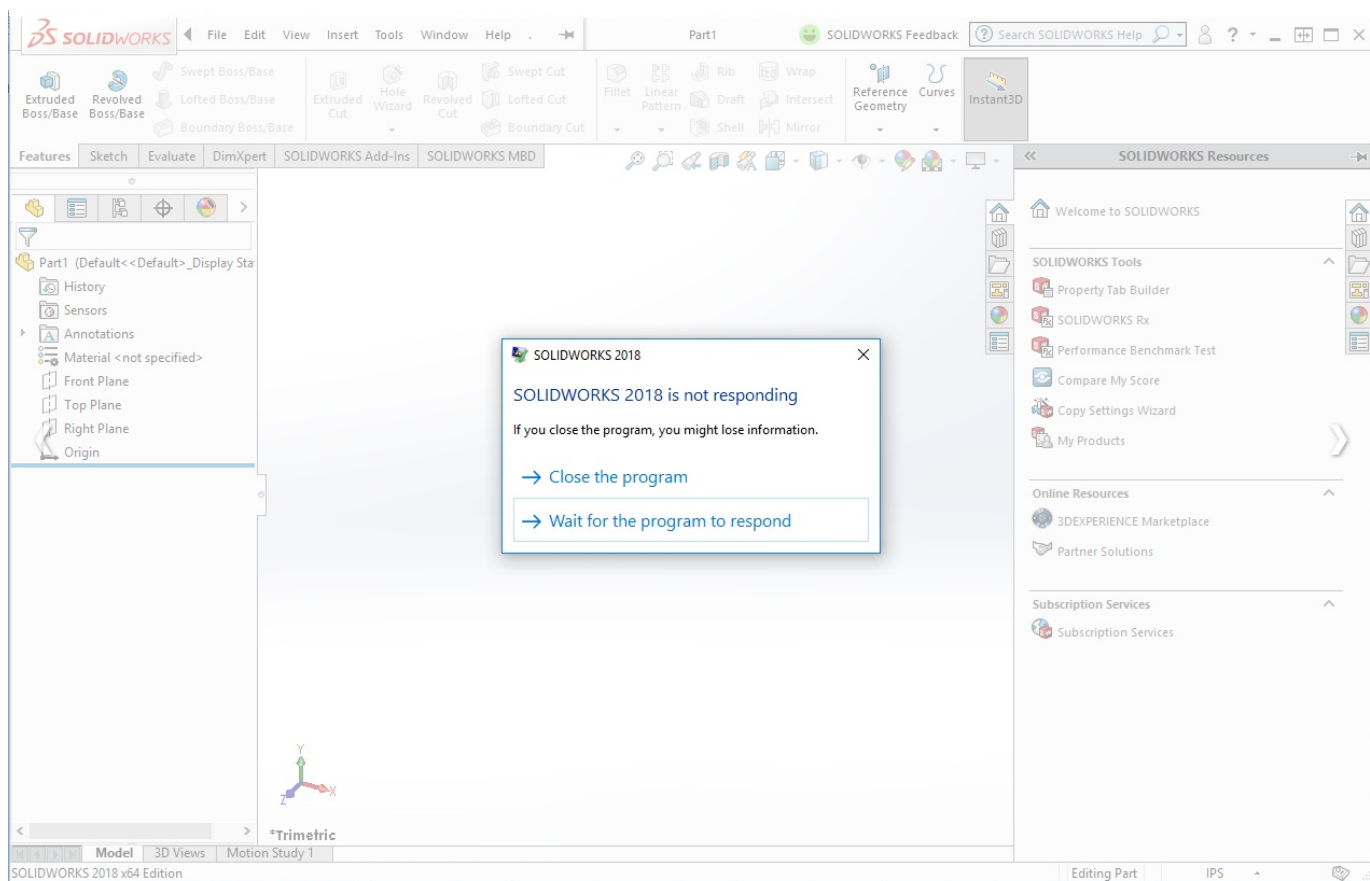 SOLIDWORKS File Edit View Insert Tools Window Help . Part1 SOLIDWORKS Feedback Search SOLIDWORKS Help ?
Extruded Boss/Base
Revolved Boss/Base
Swept Boss/Base
Lofted Boss/Base
Boundary Boss/Base
Extruded Cut
Hole Wizard
Revolved Cut
Swept Cut
Lofted Cut
Boundary Cut
Fillet
Linear Pattern
Rib
Draft
Shell
Wrap
Intersect
Mirror
Reference Geometry
Curves
Instant3D
Features Sketch Evaluate DimXpert SOLIDWORKS Add-Ins SOLIDWORKS MBD
Part1 (Default<<Default>_Display Sta
History
Sensors
Annotations
Material <not specified>
Front Plane
Top Plane
Right Plane
Origin
SOLIDWORKS 2018
SOLIDWORKS 2018 is not responding
If you close the program, you might lose information.
Close the program
Wait for the program to respond
SOLIDWORKS Resources
Welcome to SOLIDWORKS
SOLIDWORKS Tools
Property Tab Builder
SOLIDWORKS Rx
Performance Benchmark Test
Compare My Score
Copy Settings Wizard
My Products
Online Resources
3DEXPERIENCE Marketplace
Partner Solutions
Subscription Services
Subscription Services
Y
X
Z
*Trimetric
Model 3D Views Motion Study 1
SOLIDWORKS 2018 x64 Edition Editing Part IPS